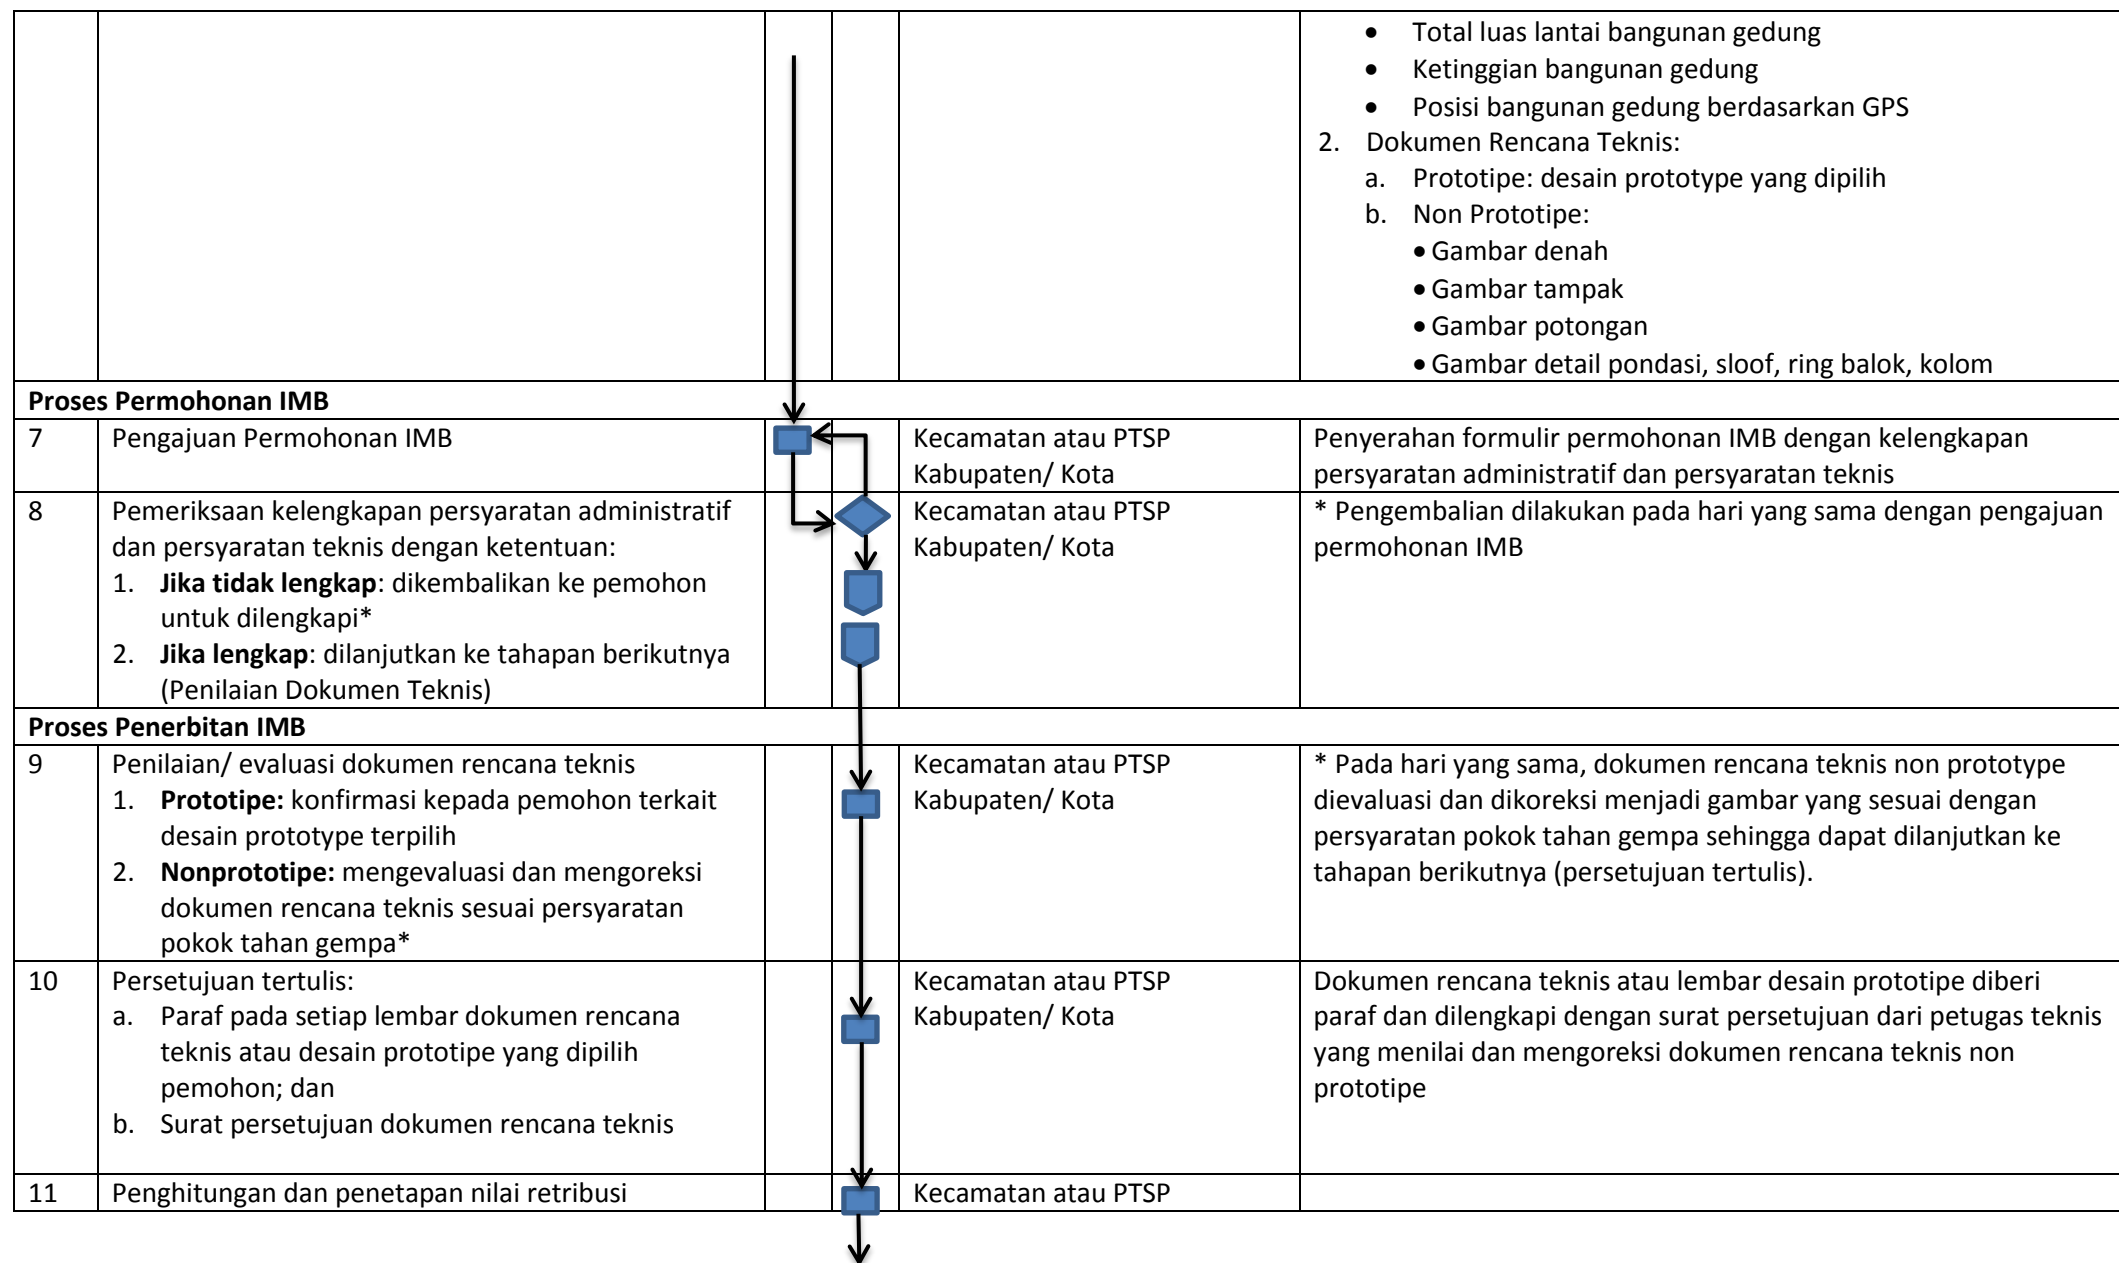 • Total luas lantai bangunan gedung
• Ketinggian bangunan gedung
• Posisi bangunan gedung berdasarkan GPS
2. Dokumen Rencana Teknis:
a. Prototipe: desain prototype yang dipilih
b. Non Prototipe:
• Gambar denah
• Gambar tampak
• Gambar potongan
• Gambar detail pondasi, sloof, ring balok, kolom
Proses Permohonan IMB
7
Pengajuan Permohonan IMB
Kecamatan atau PTSP
Kabupaten/ Kota
Penyerahan formulir permohonan IMB dengan kelengkapan
persyaratan administratif dan persyaratan teknis
8
Pemeriksaan kelengkapan persyaratan administratif
dan persyaratan teknis dengan ketentuan:
1. Jika tidak lengkap: dikembalikan ke pemohon
untuk dilengkapi*
2. Jika lengkap: dilanjutkan ke tahapan berikutnya
(Penilaian Dokumen Teknis)
Kecamatan atau PTSP
Kabupaten/ Kota
* Pengembalian dilakukan pada hari yang sama dengan pengajuan
permohonan IMB
Proses Penerbitan IMB
9
Penilaian/ evaluasi dokumen rencana teknis
1. Prototipe: konfirmasi kepada pemohon terkait
desain prototype terpilih
2. Nonprototipe: mengevaluasi dan mengoreksi
dokumen rencana teknis sesuai persyaratan
pokok tahan gempa*
Kecamatan atau PTSP
Kabupaten/ Kota
* Pada hari yang sama, dokumen rencana teknis non prototype
dievaluasi dan dikoreksi menjadi gambar yang sesuai dengan
persyaratan pokok tahan gempa sehingga dapat dilanjutkan ke
tahapan berikutnya (persetujuan tertulis).
10
Persetujuan tertulis:
a. Paraf pada setiap lembar dokumen rencana
teknis atau desain prototipe yang dipilih
pemohon; dan
b. Surat persetujuan dokumen rencana teknis
Kecamatan atau PTSP
Kabupaten/ Kota
Dokumen rencana teknis atau lembar desain prototipe diberi
paraf dan dilengkapi dengan surat persetujuan dari petugas teknis
yang menilai dan mengoreksi dokumen rencana teknis non
prototipe
11
Penghitungan dan penetapan nilai retribusi
Kecamatan atau PTSP